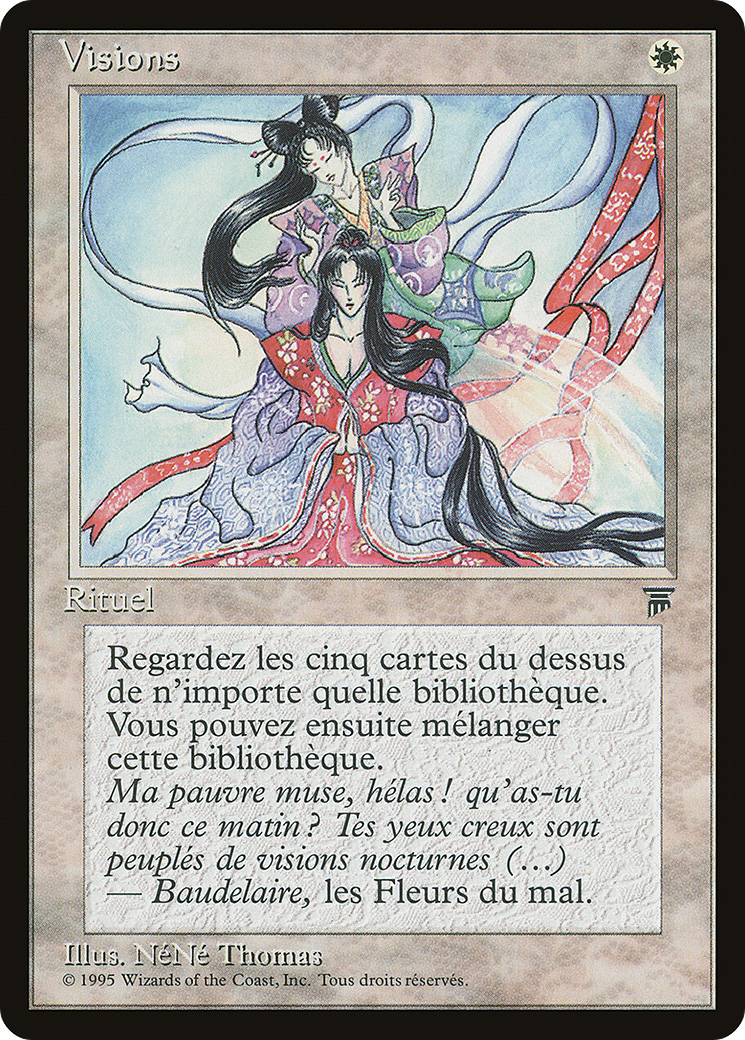 Visions
Rituel
Regardez les cinq cartes du dessus
de n'importe quelle bibliothèque.
Vous pouvez ensuite mélanger
cette bibliothèque.
Ma pauvre muse, hélas ! qu'as-tu
donc ce matin ? Tes yeux creux sont
peuplés de visions nocturnes (…)
— Baudelaire, les Fleurs du mal.
Illus. NéNé Thomas
© 1995 Wizards of the Coast, Inc. Tous droits réservés.